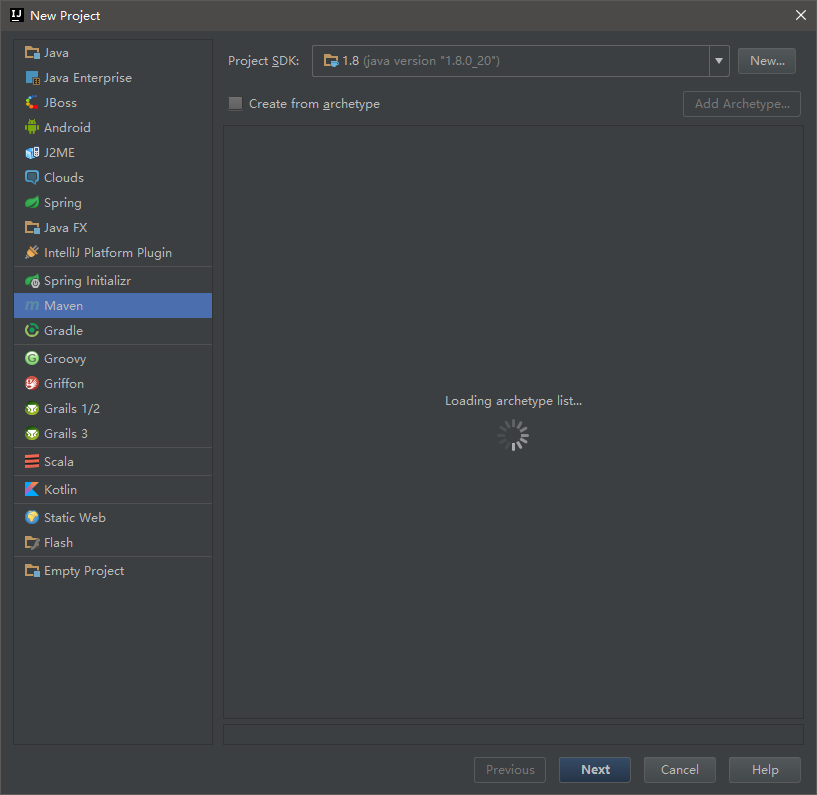 New Project
Java
Java Enterprise
JBoss
Android
J2ME
Clouds
Spring
Java FX
IntelliJ Platform Plugin
Spring Initializr
Maven
Gradle
Groovy
Griffon
Grails 1/2
Grails 3
Scala
Kotlin
Static Web
Flash
Empty Project
Project SDK: 1.8 (java version "1.8.0_20") New...
Create from archetype Add Archetype...
Loading archetype list...
Previous Next Cancel Help